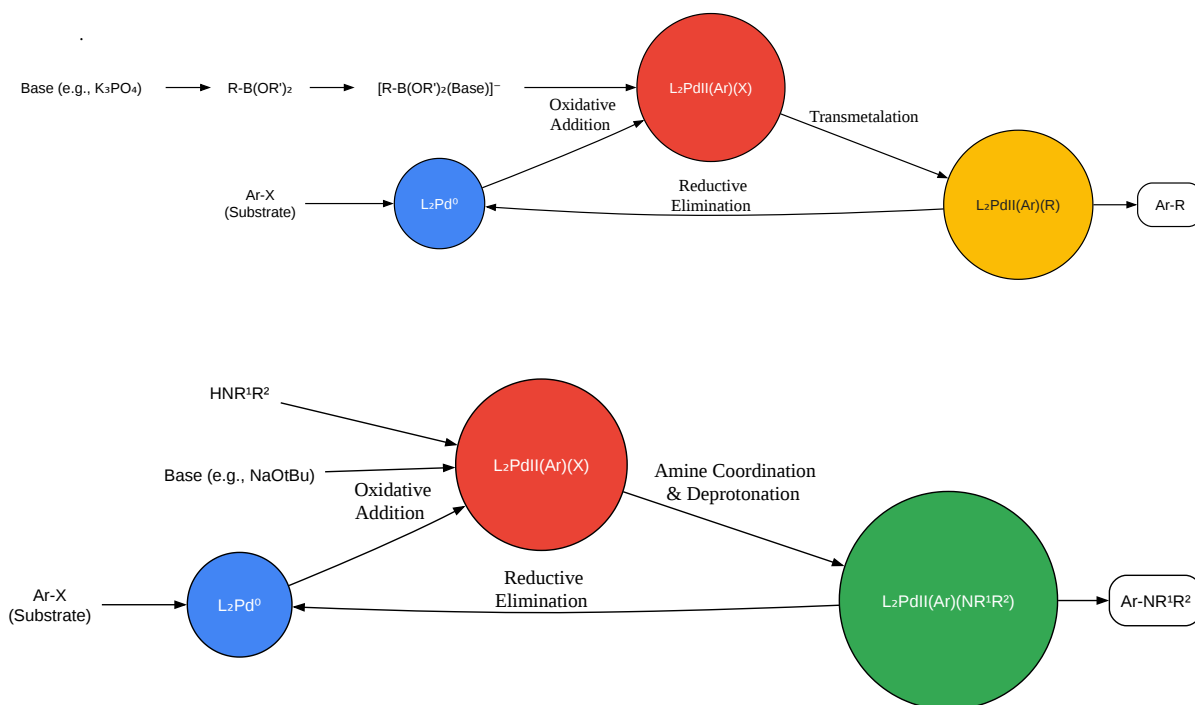 Base (e.g., K₃PO₄)
R-B(OR')₂
[R-B(OR')₂(Base)]⁻
L₂PdII(Ar)(X)
Oxidative
Addition
Transmetalation
Ar-X
(Substrate)
L₂Pd⁰
Reductive
Elimination
L₂PdII(Ar)(R)
Ar-R
HNR¹R²
Base (e.g., NaOtBu)
L₂PdII(Ar)(X)
Oxidative
Addition
Amine Coordination
& Deprotonation
Ar-X
(Substrate)
L₂Pd⁰
Reductive
Elimination
L₂PdII(Ar)(NR¹R²)
Ar-NR¹R²